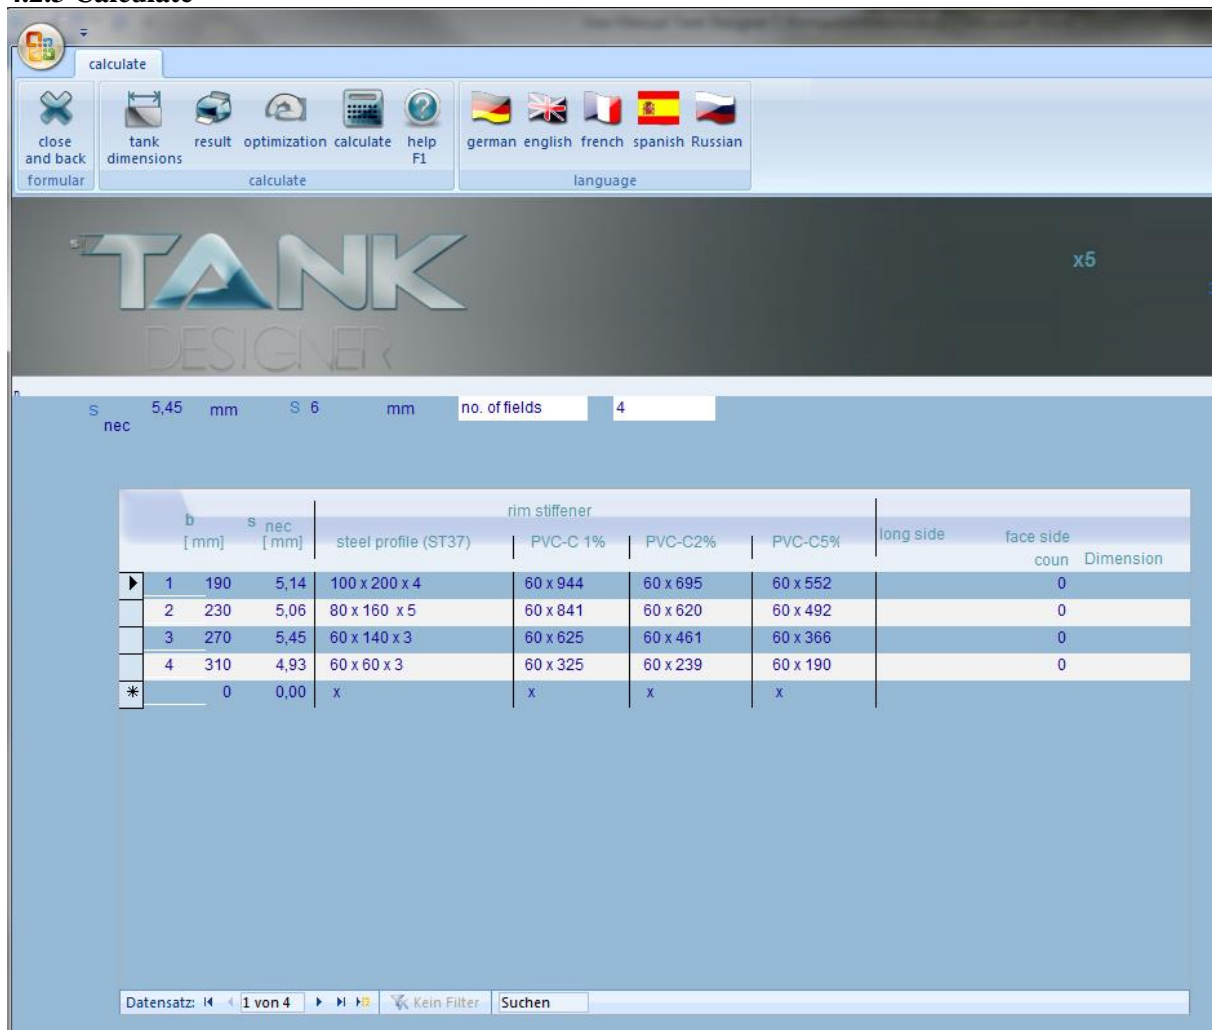 4.2.3 Calculate
calculate
close and back
tank dimensions
result
optimization
calculate
help F1
german
english
french
spanish
Russian
formular
calculate
language
TANK
DESIGNER
x5
s nec 5,45 mm S 6 mm no. of fields 4
rim stiffener
b [mm] s nec [mm] steel profile (ST37) PVC-C 1% PVC-C2% PVC-C5% long side face side
coun Dimension
1 190 5,14 100 x 200 x 4 60 x 944 60 x 695 60 x 552 0
2 230 5,06 80 x 160 x 5 60 x 841 60 x 620 60 x 492 0
3 270 5,45 60 x 140 x 3 60 x 625 60 x 461 60 x 366 0
4 310 4,93 60 x 60 x 3 60 x 325 60 x 239 60 x 190 0
* 0 0,00 x x x x
Datensatz: 1 von 4 Kein Filter Suchen